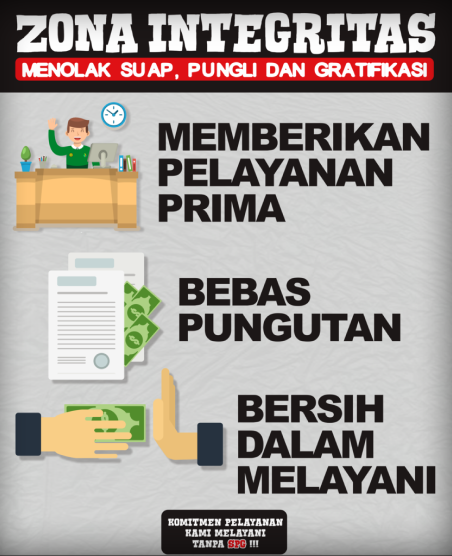 ZONA INTEGRITAS
MENOLAK SUAP, PUNGLI DAN GRATIFIKASI
MEMBERIKAN
PELAYANAN
PRIMA
BEBAS
PUNGUTAN
BERSIH
DALAM
MELAYANI
KOMITMEN PELAYANAN
KAMI MELAYANI
TANPA SPG !!!